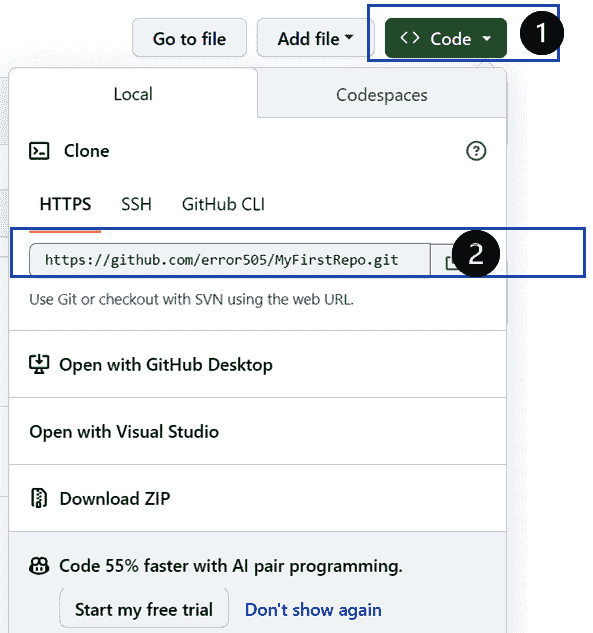 Go to file Add file <> Code 1
Local Codespaces
Clone
HTTPS SSH GitHub CLI
https://github.com/error505/MyFirstRepo.git 2
Use Git or checkout with SVN using the web URL.
Open with GitHub Desktop
Open with Visual Studio
Download ZIP
Code 55% faster with AI pair programming.
Start my free trial Don't show again